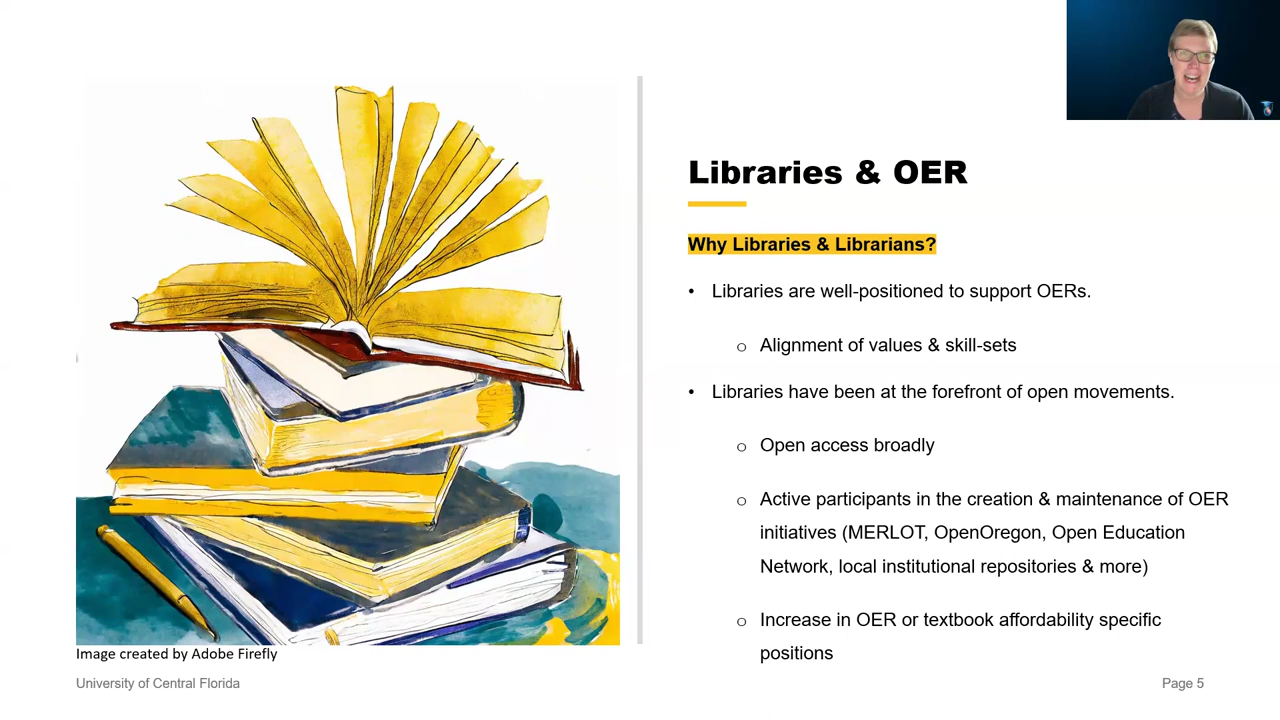 Libraries & OER
Why Libraries & Librarians?
• Libraries are well-positioned to support OERs.
o Alignment of values & skill-sets
• Libraries have been at the forefront of open movements.
o Open access broadly
o Active participants in the creation & maintenance of OER
initiatives (MERLOT, OpenOregon, Open Education
Network, local institutional repositories & more)
o Increase in OER or textbook affordability specific
positions
Image created by Adobe Firefly
University of Central Florida
Page 5